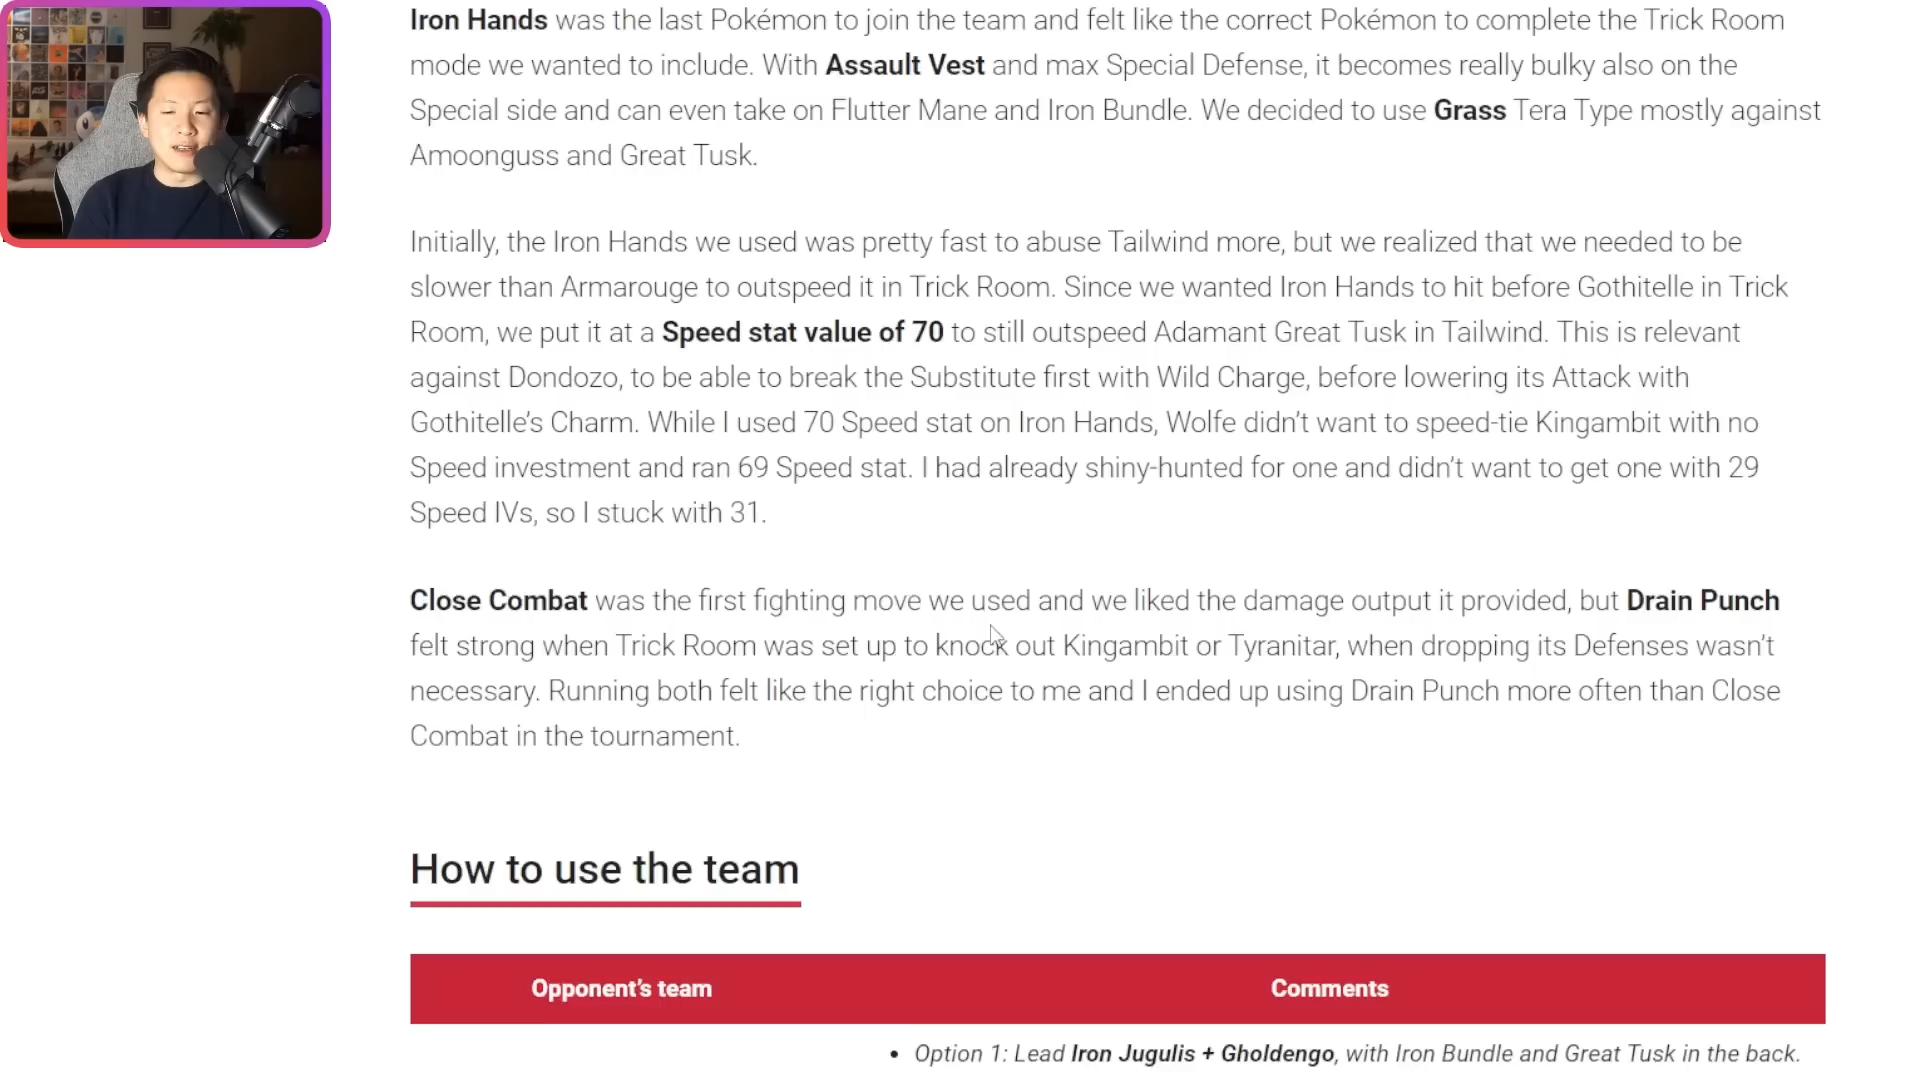 Iron Hands was the last Pokémon to join the team and felt like the correct Pokémon to complete the Trick Room
mode we wanted to include. With Assault Vest and max Special Defense, it becomes really bulky also on the
Special side and can even take on Flutter Mane and Iron Bundle. We decided to use Grass Tera Type mostly against
Amoonguss and Great Tusk.
Initially, the Iron Hands we used was pretty fast to abuse Tailwind more, but we realized that we needed to be
slower than Armarouge to outspeed it in Trick Room. Since we wanted Iron Hands to hit before Gothitelle in Trick
Room, we put it at a Speed stat value of 70 to still outspeed Adamant Great Tusk in Tailwind. This is relevant
against Dondozo, to be able to break the Substitute first with Wild Charge, before lowering its Attack with
Gothitelle’s Charm. While I used 70 Speed stat on Iron Hands, Wolfe didn’t want to speed-tie Kingambit with no
Speed investment and ran 69 Speed stat. I had already shiny-hunted for one and didn’t want to get one with 29
Speed IVs, so I stuck with 31.
Close Combat was the first fighting move we used and we liked the damage output it provided, but Drain Punch
felt strong when Trick Room was set up to knock out Kingambit or Tyranitar, when dropping its Defenses wasn’t
necessary. Running both felt like the right choice to me and I ended up using Drain Punch more often than Close
Combat in the tournament.
How to use the team
Opponent’s team Comments
• Option 1: Lead Iron Jugulis + Gholdengo, with Iron Bundle and Great Tusk in the back.